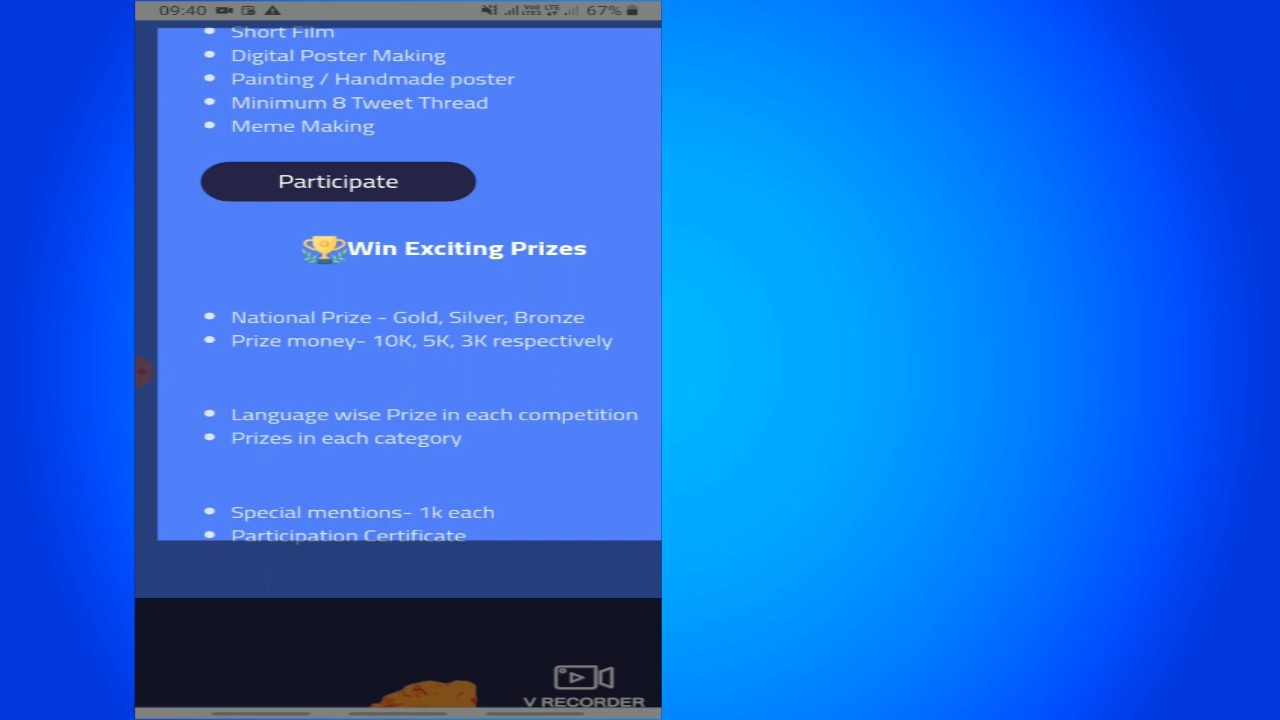 09:40
67%
Short Film
Digital Poster Making
Painting / Handmade poster
Minimum 8 Tweet Thread
Meme Making
Participate
Win Exciting Prizes
National Prize - Gold, Silver, Bronze
Prize money- 10K, 5K, 3K respectively
Language wise Prize in each competition
Prizes in each category
Special mentions- 1k each
Participation Certificate
V RECORDER